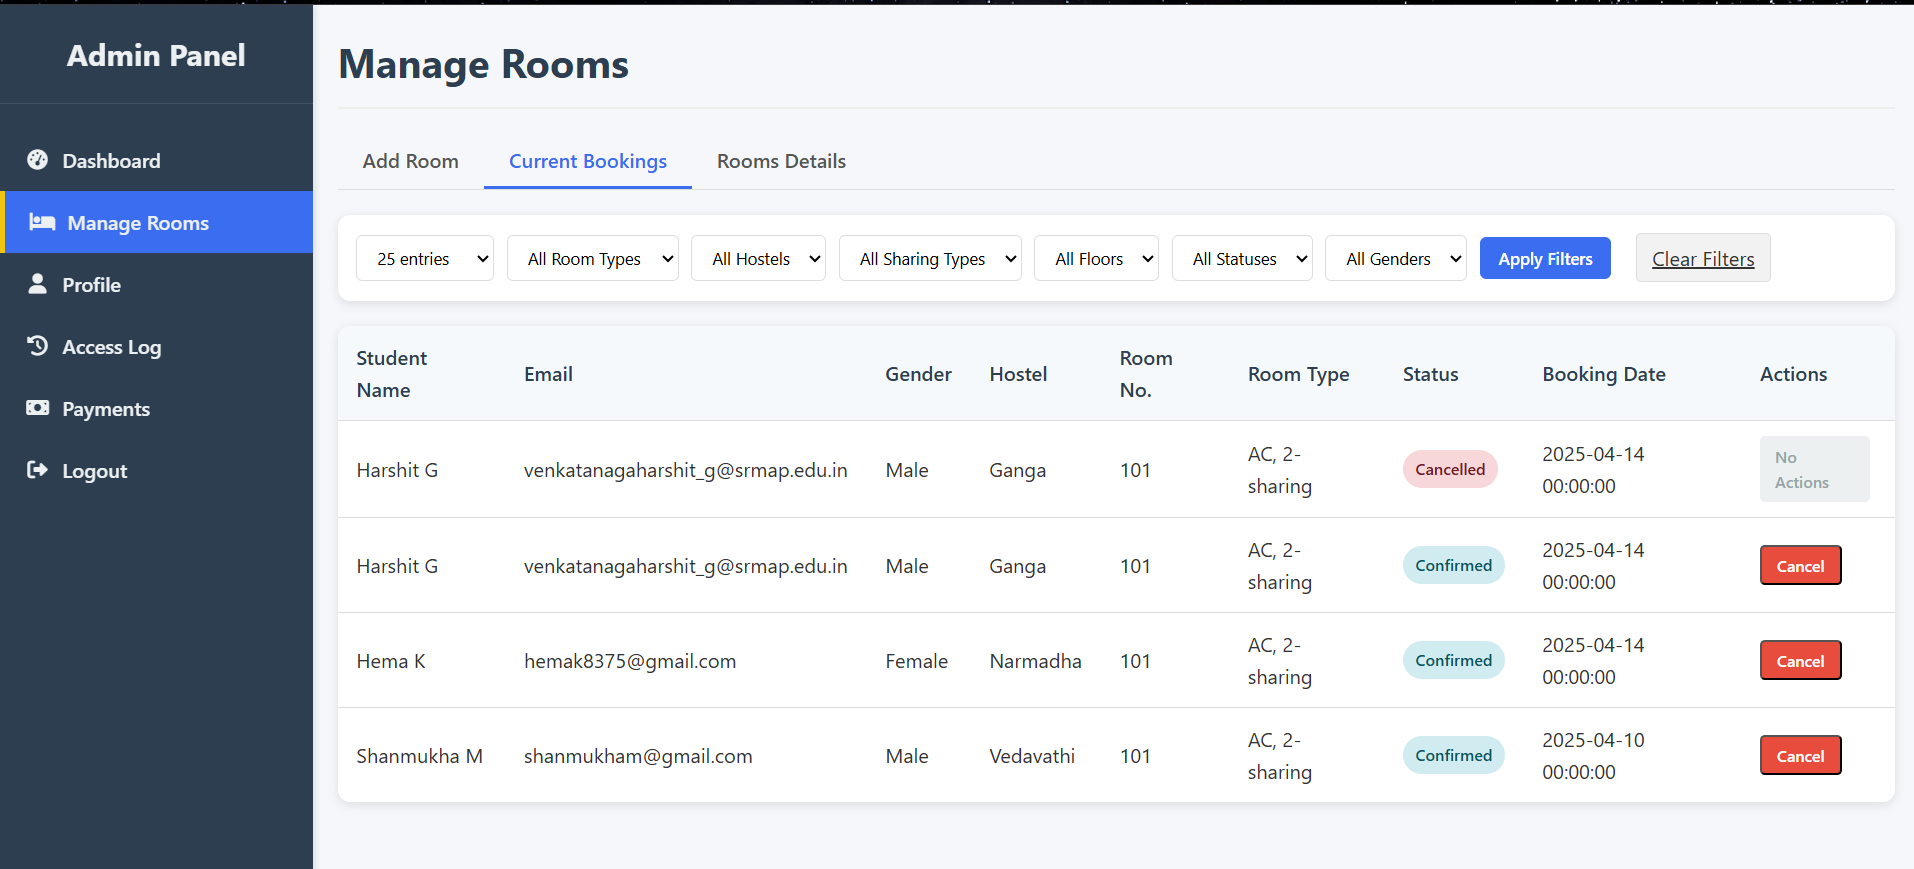 Admin Panel
Dashboard
Manage Rooms
Profile
Access Log
Payments
Logout
Manage Rooms
Add Room Current Bookings Rooms Details
25 entries All Room Types All Hostels All Sharing Types All Floors All Statuses All Genders Apply Filters Clear Filters
Student Name Email Gender Hostel Room No. Room Type Status Booking Date Actions
Harshit G venkatanagaharshit_g@srmap.edu.in Male Ganga 101 AC, 2-sharing Cancelled 2025-04-14 00:00:00 No Actions
Harshit G venkatanagaharshit_g@srmap.edu.in Male Ganga 101 AC, 2-sharing Confirmed 2025-04-14 00:00:00 Cancel
Hema K hemak8375@gmail.com Female Narmadha 101 AC, 2-sharing Confirmed 2025-04-14 00:00:00 Cancel
Shanmukha M shanmukham@gmail.com Male Vedavathi 101 AC, 2-sharing Confirmed 2025-04-10 00:00:00 Cancel